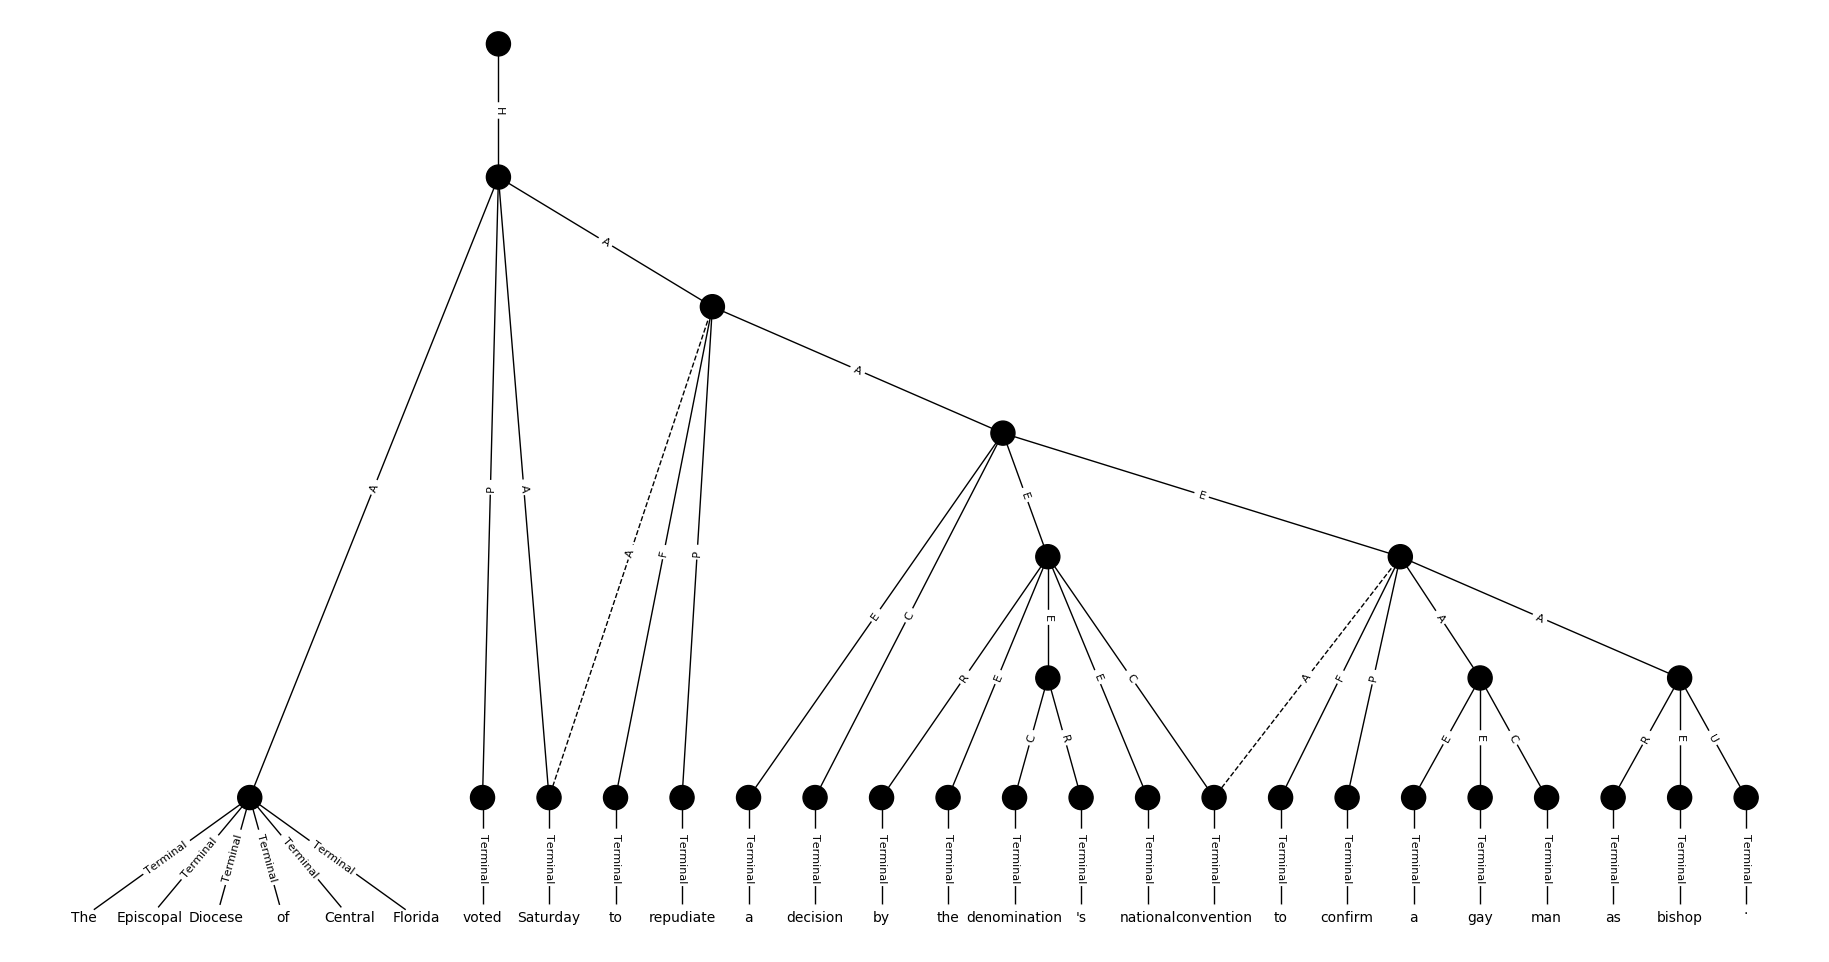 H
A
A
A P A
E E
A F P
E C E A A
R E E C A F P
C R E E C R E U
Terminal Terminal Terminal Terminal Terminal Terminal Terminal Terminal Terminal Terminal Terminal Terminal Terminal Terminal Terminal Terminal Terminal Terminal Terminal Terminal Terminal Terminal Terminal Terminal Terminal Terminal
The Episcopal Diocese of Central Florida voted Saturday to repudiate a decision by the denomination 's national convention to confirm a gay man as bishop .